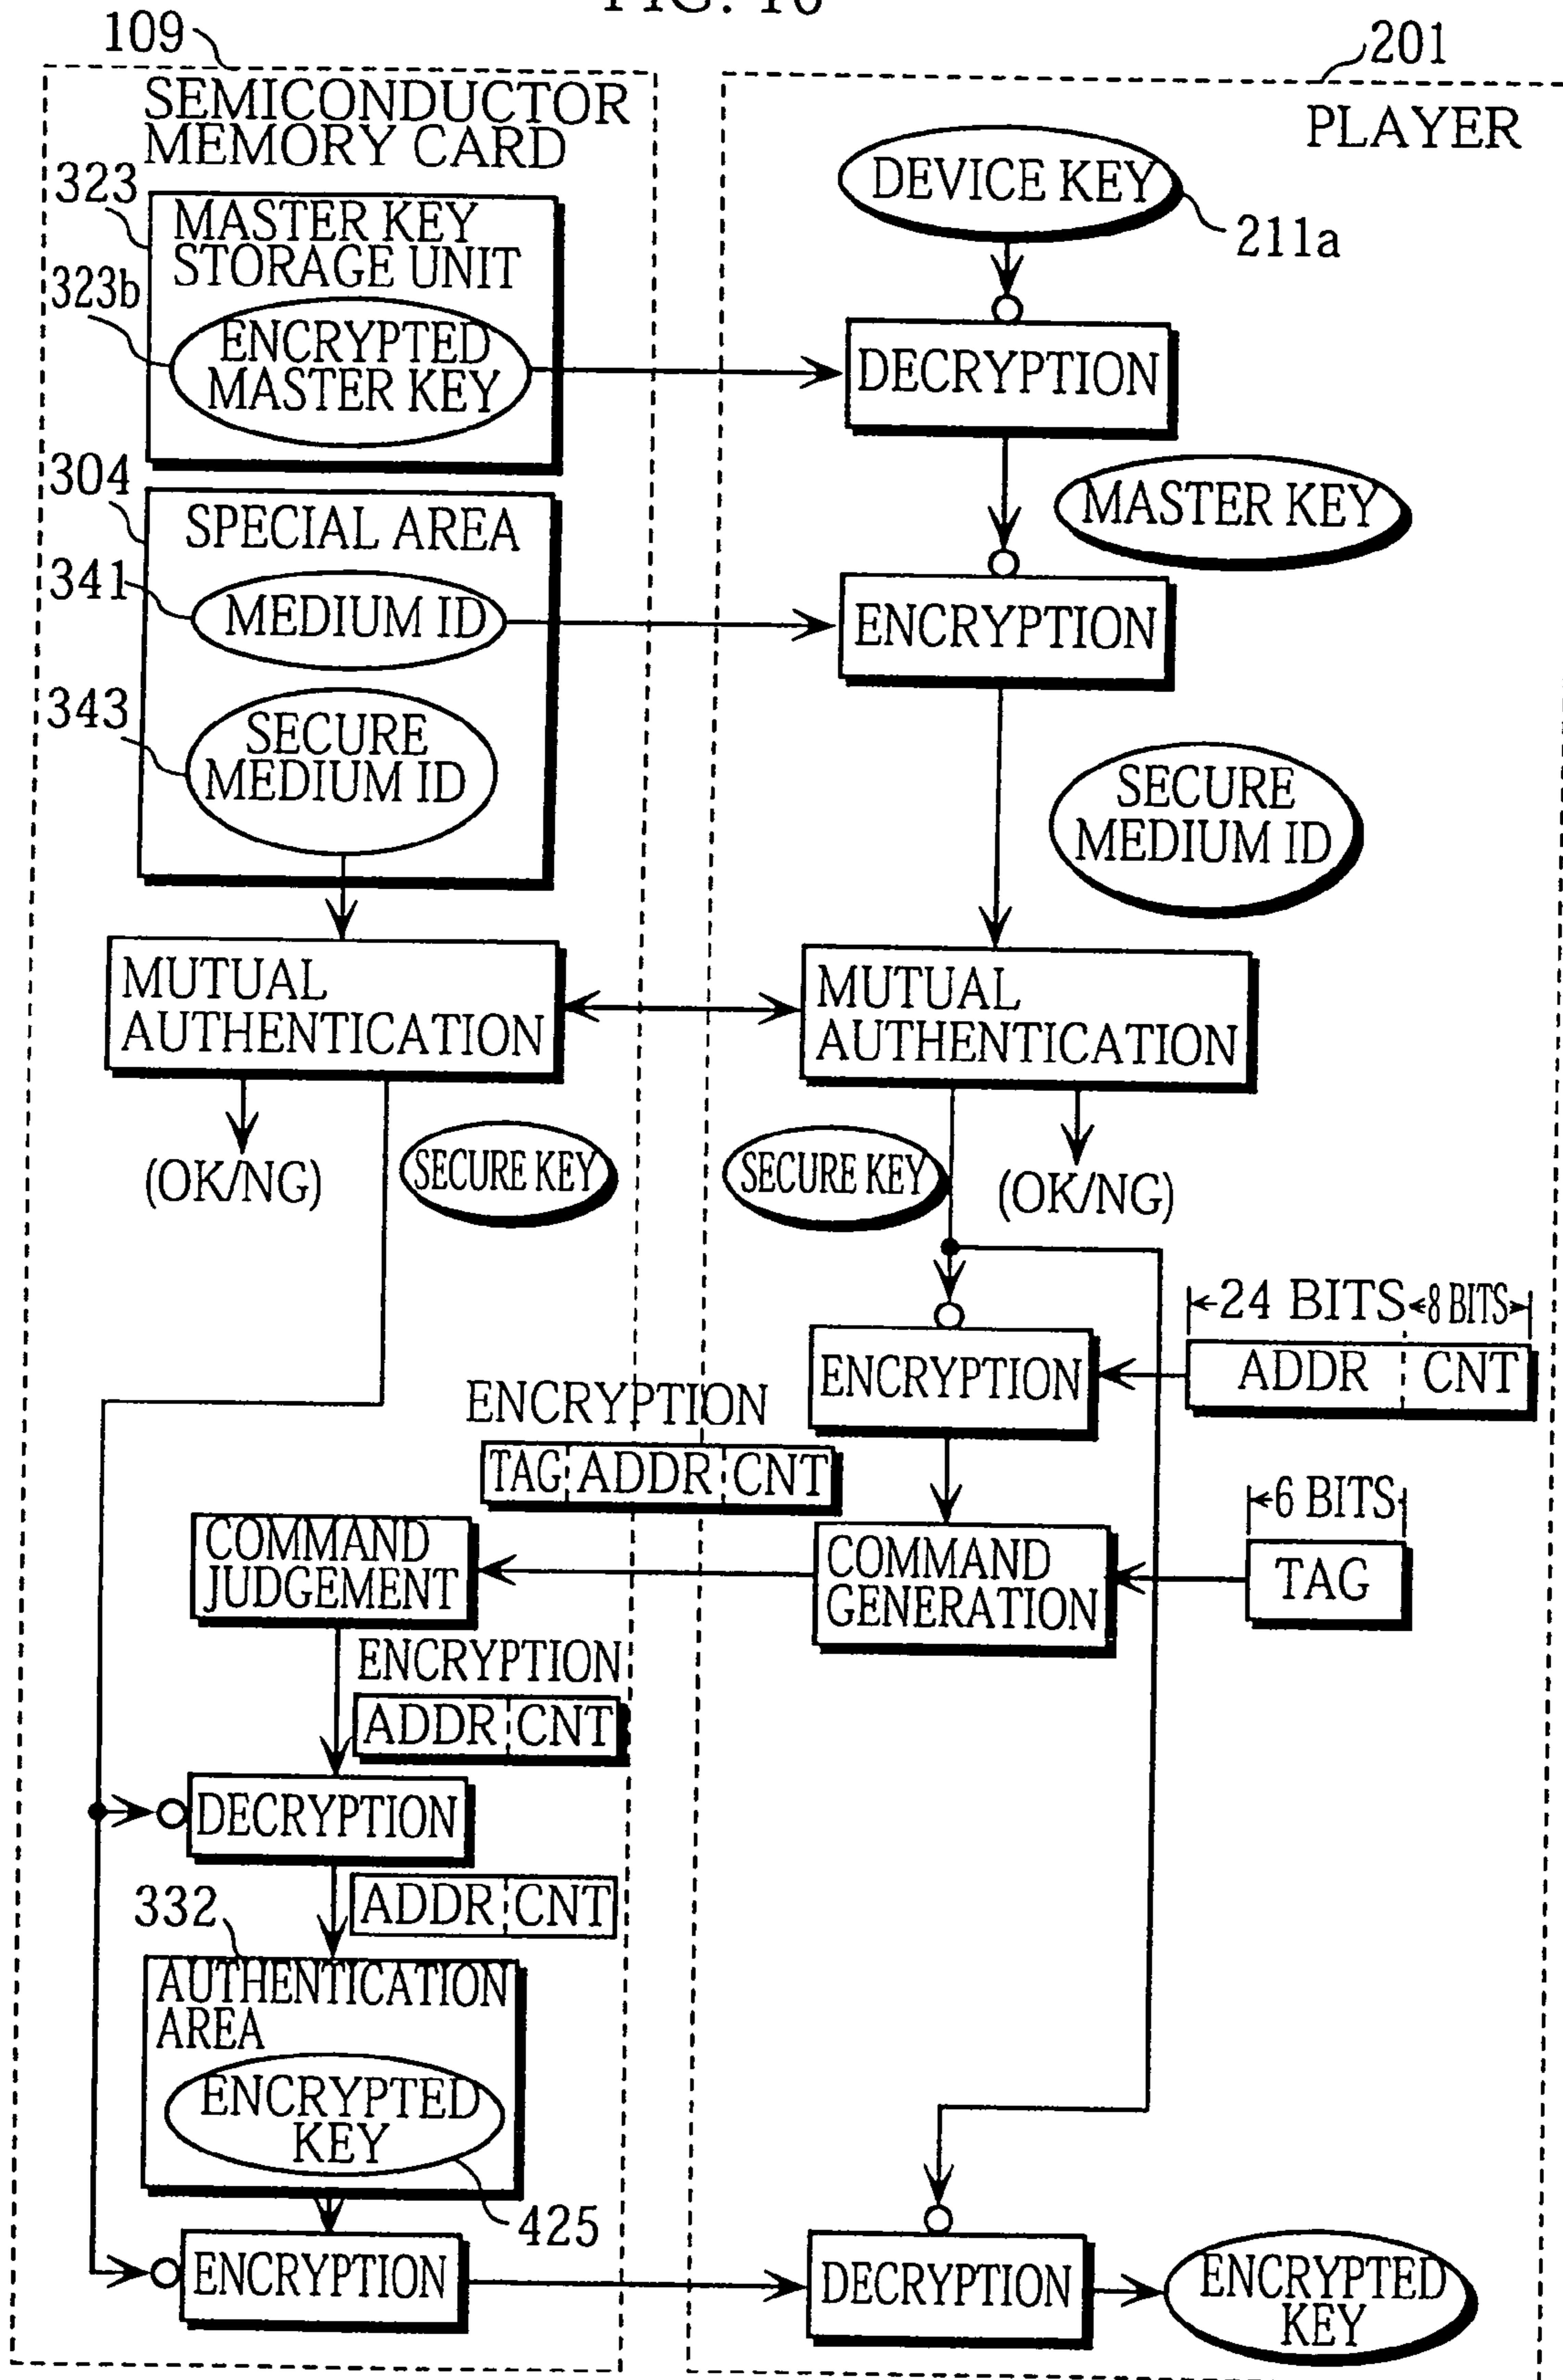 FIG. 16
109
201
SEMICONDUCTOR
MEMORY CARD
PLAYER
323
MASTER KEY
STORAGE UNIT
323b
ENCRYPTED
MASTER KEY
DEVICE KEY
211a
DECRYPTION
MASTER KEY
304
SPECIAL AREA
341
MEDIUM ID
ENCRYPTION
343
SECURE
MEDIUM ID
SECURE
MEDIUM ID
MUTUAL
AUTHENTICATION
MUTUAL
AUTHENTICATION
(OK/NG)
SECURE KEY
SECURE KEY
(OK/NG)
24 BITS 8 BITS
ENCRYPTION
ADDR CNT
ENCRYPTION
TAG ADDR CNT
6 BITS
COMMAND
JUDGEMENT
COMMAND
GENERATION
TAG
ENCRYPTION
ADDR CNT
DECRYPTION
ADDR CNT
332
AUTHENTICATION
AREA
ENCRYPTED
KEY
425
ENCRYPTION
DECRYPTION
ENCRYPTED
KEY